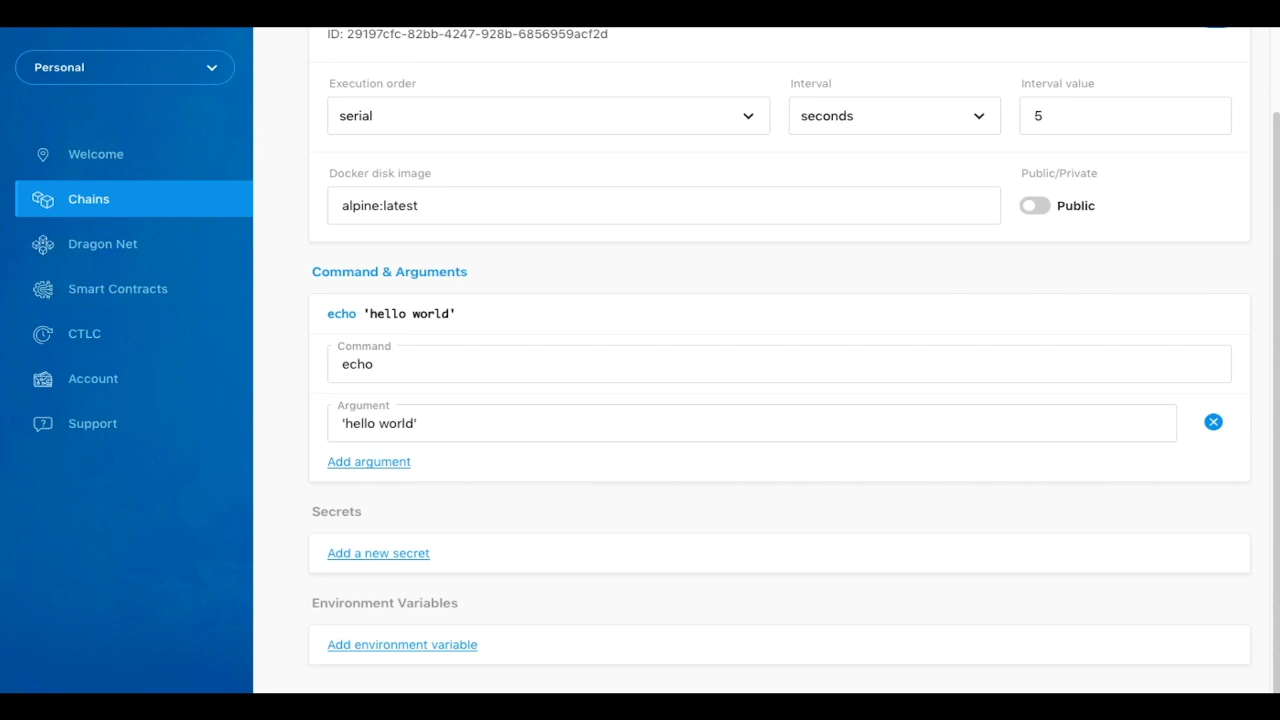 Personal
Welcome
Chains
Dragon Net
Smart Contracts
CTLC
Account
Support
ID: 29197cfc-82bb-4247-928b-6856959acf2d
Execution order
Interval
Interval value
serial
seconds
5
Docker disk image
Public/Private
alpine:latest
Public
Command & Arguments
echo 'hello world'
Command
echo
Argument
'hello world'
Add argument
Secrets
Add a new secret
Environment Variables
Add environment variable